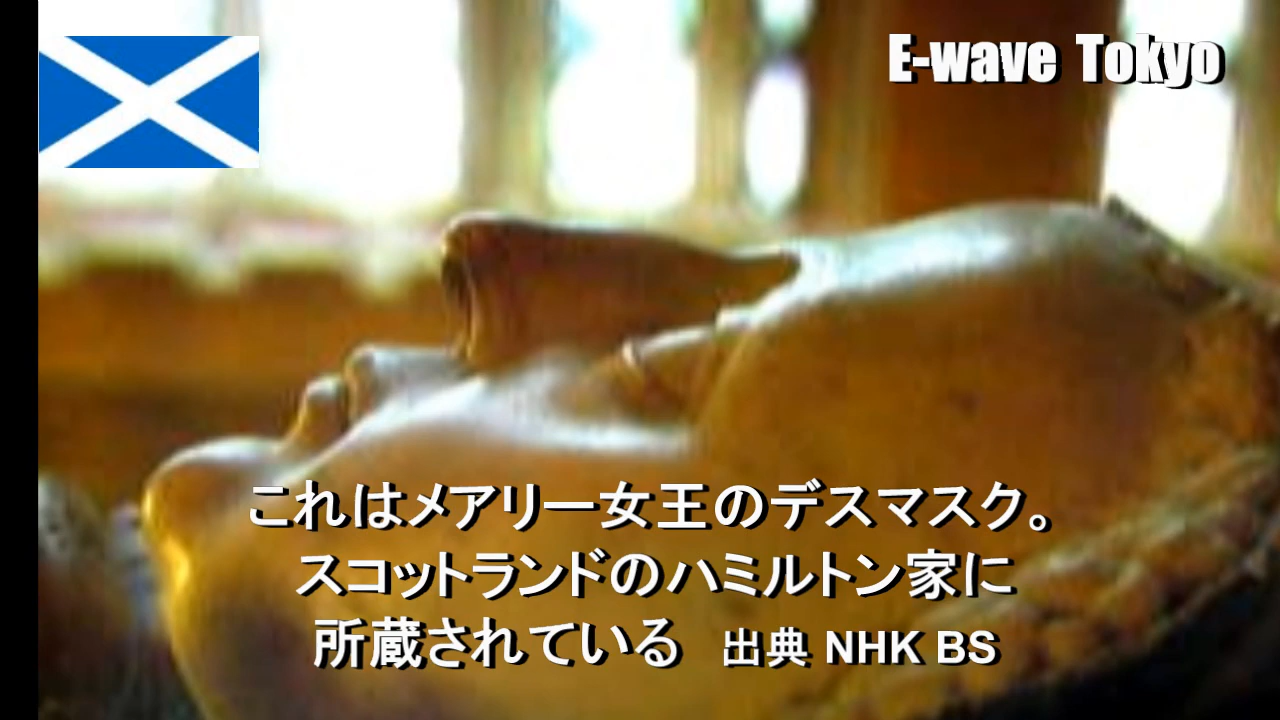 E-wave Tokyo
これはメアリー女王のデスマスク。
スコットランドのハミルトン家に
所蔵されている 出典 NHK BS